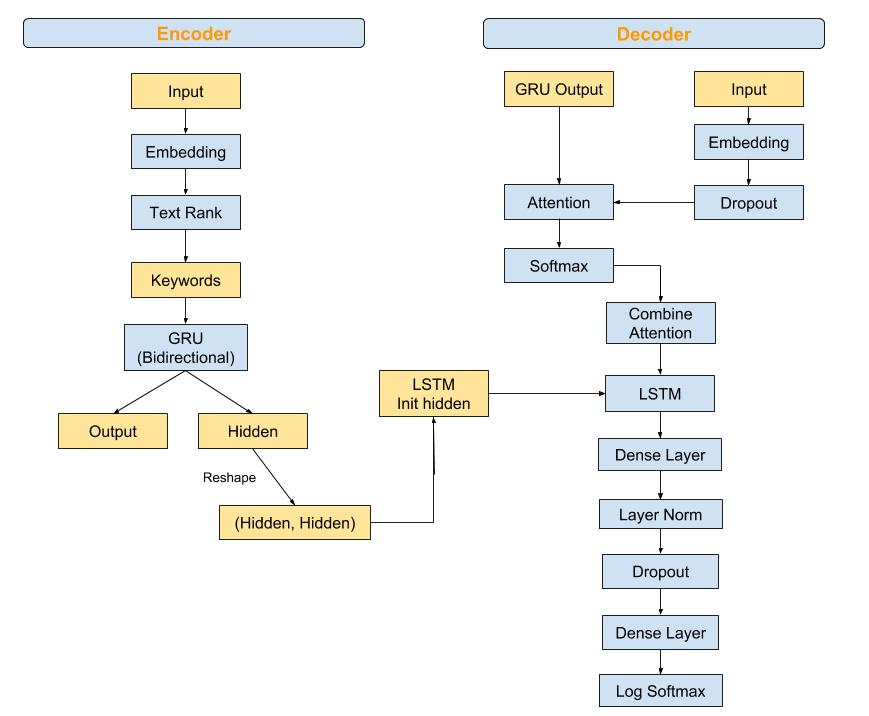 Encoder
Input
Embedding
Text Rank
Keywords
GRU
(Bidirectional)
Output
Hidden
Reshape
(Hidden, Hidden)
LSTM
Init hidden
Decoder
GRU Output
Input
Embedding
Attention
Dropout
Softmax
Combine
Attention
LSTM
Dense Layer
Layer Norm
Dropout
Dense Layer
Log Softmax